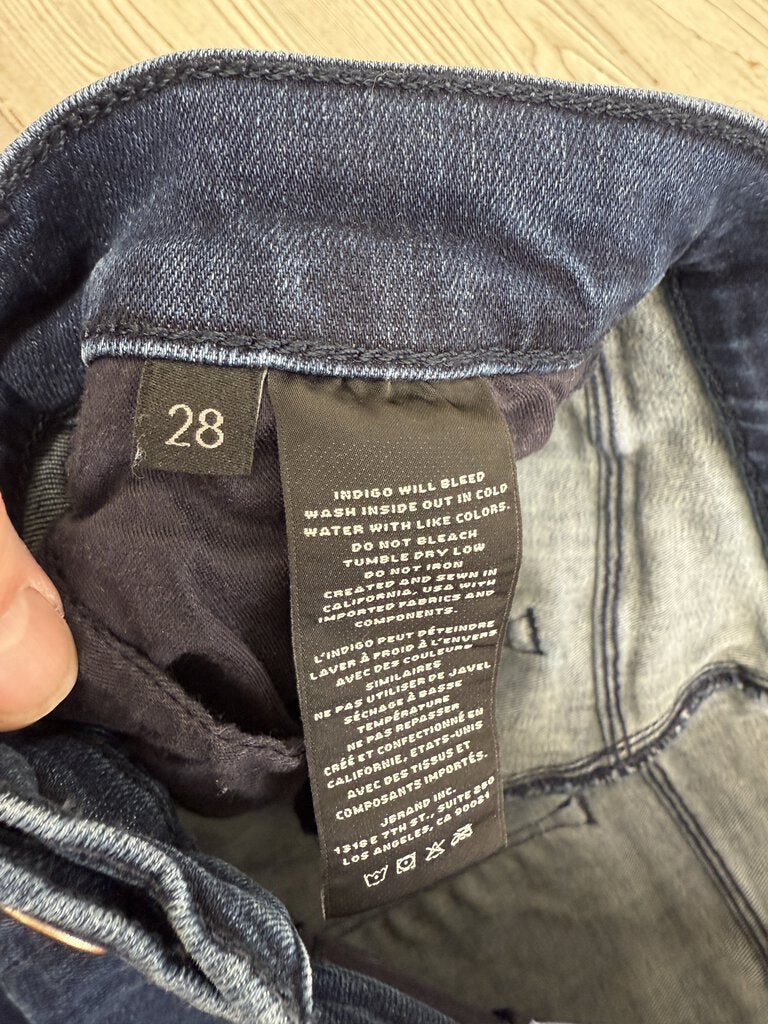 28
INDIGO WILL BLEED
WASH INSIDE OUT IN COLD
WATER WITH LIKE COLORS.
DO NOT BLEACH
TUMBLE DRY LOW
DO NOT IRON
CREATED AND SEWN IN
CALIFORNIA, USA WITH
IMPORTED FABRICS AND
COMPONENTS.
L'INDIGO PEUT DÉTEINDRE
LAVER À FROID À L'ENVERS
AVEC DES COULEURS
SIMILAIRES
NE PAS UTILISER DE JAVEL
SÉCHAGE À BASSE
TEMPÉRATURE
NE PAS REPASSER
CRÉÉ ET CONFECTIONNÉ EN
CALIFORNIE, ETATS-UNIS
AVEC DES TISSUS ET
COMPOSANTS IMPORTÉS.
JBRAND INC.
1318 E 7TH ST., SUITE 260
LOS ANGELES, CA 90021